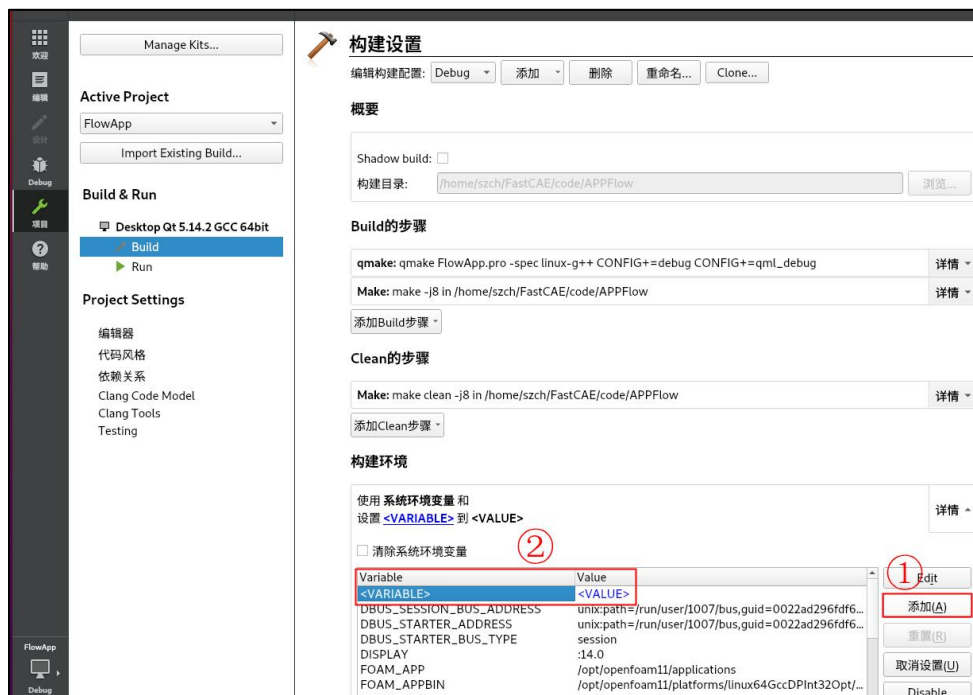 欢迎
编辑
设计
Debug
项目
帮助
FlowApp
Debug
Manage Kits...
Active Project
FlowApp
Import Existing Build...
Build & Run
Desktop Qt 5.14.2 GCC 64bit
Build
Run
Project Settings
编辑器
代码风格
依赖关系
Clang Code Model
Clang Tools
Testing
构建设置
编辑构建配置: Debug 添加 删除 重命名... Clone...
概要
Shadow build:
构建目录: /home/szch/FastCAE/code/APPFlow 浏览...
Build的步骤
qmake: qmake FlowApp.pro -spec linux-g++ CONFIG+=debug CONFIG+=qml_debug 详情
Make: make -j8 in /home/szch/FastCAE/code/APPFlow 详情
添加Build步骤
Clean的步骤
Make: make clean -j8 in /home/szch/FastCAE/code/APPFlow 详情
添加Clean步骤
构建环境
使用 系统环境变量 和
设置 <VARIABLE> 到 <VALUE> 详情
清除系统环境变量 ② ①
Variable Value Edit
<VARIABLE> <VALUE>
DBUS_SESSION_BUS_ADDRESS unix:path=/run/user/1007/bus,guid=0022ad296fdf6... 添加(A)
DBUS_STARTER_ADDRESS unix:path=/run/user/1007/bus,guid=0022ad296fdf6...
DBUS_STARTER_BUS_TYPE session 重置(R)
DISPLAY :14.0
FOAM_APP /opt/openfoam11/applications 取消设置(U)
FOAM_APPBIN /opt/openfoam11/platforms/linux64GccDPInt32Opt/...
Disable